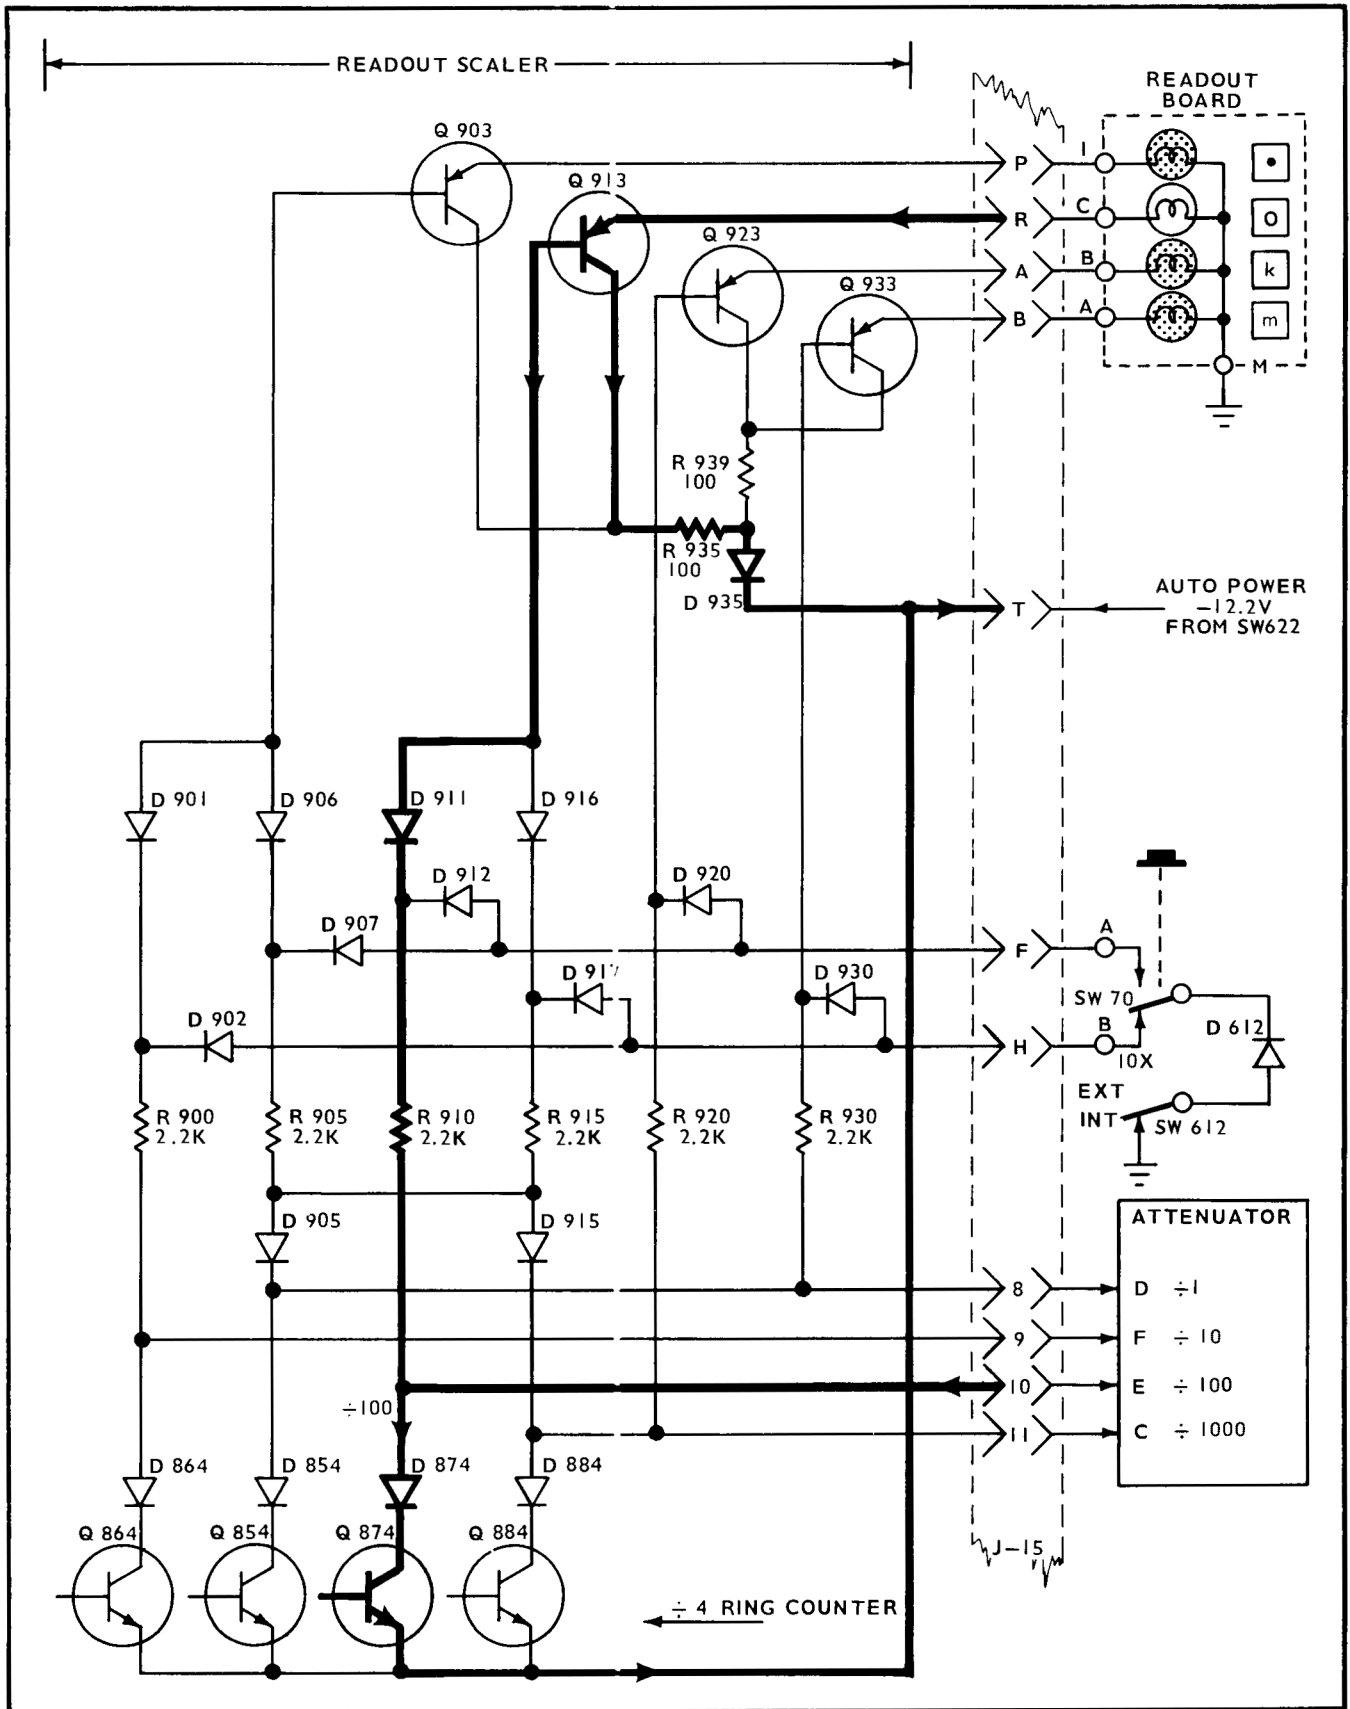 READOUT SCALER
READOUT
BOARD
Q 903
P
I
•
Q 913
R
C
O
Q 923
A
B
k
Q 933
B
A
m
M
R 939
100
R 935
100
D 935
T
AUTO POWER
-12.2V
FROM SW622
D 901
D 906
D 911
D 916
D 912
D 920
D 907
F
A
D 917
D 930
SW 70
D 902
H
B
10X
D 612
EXT
INT
SW 612
R 900
2.2K
R 905
2.2K
R 910
2.2K
R 915
2.2K
R 920
2.2K
R 930
2.2K
D 905
D 915
ATTENUATOR
8
D ÷1
9
F ÷ 10
10
E ÷ 100
11
C ÷ 1000
÷100
D 864
D 854
D 874
D 884
Q 864
Q 854
Q 874
Q 884
J-15
÷ 4 RING COUNTER